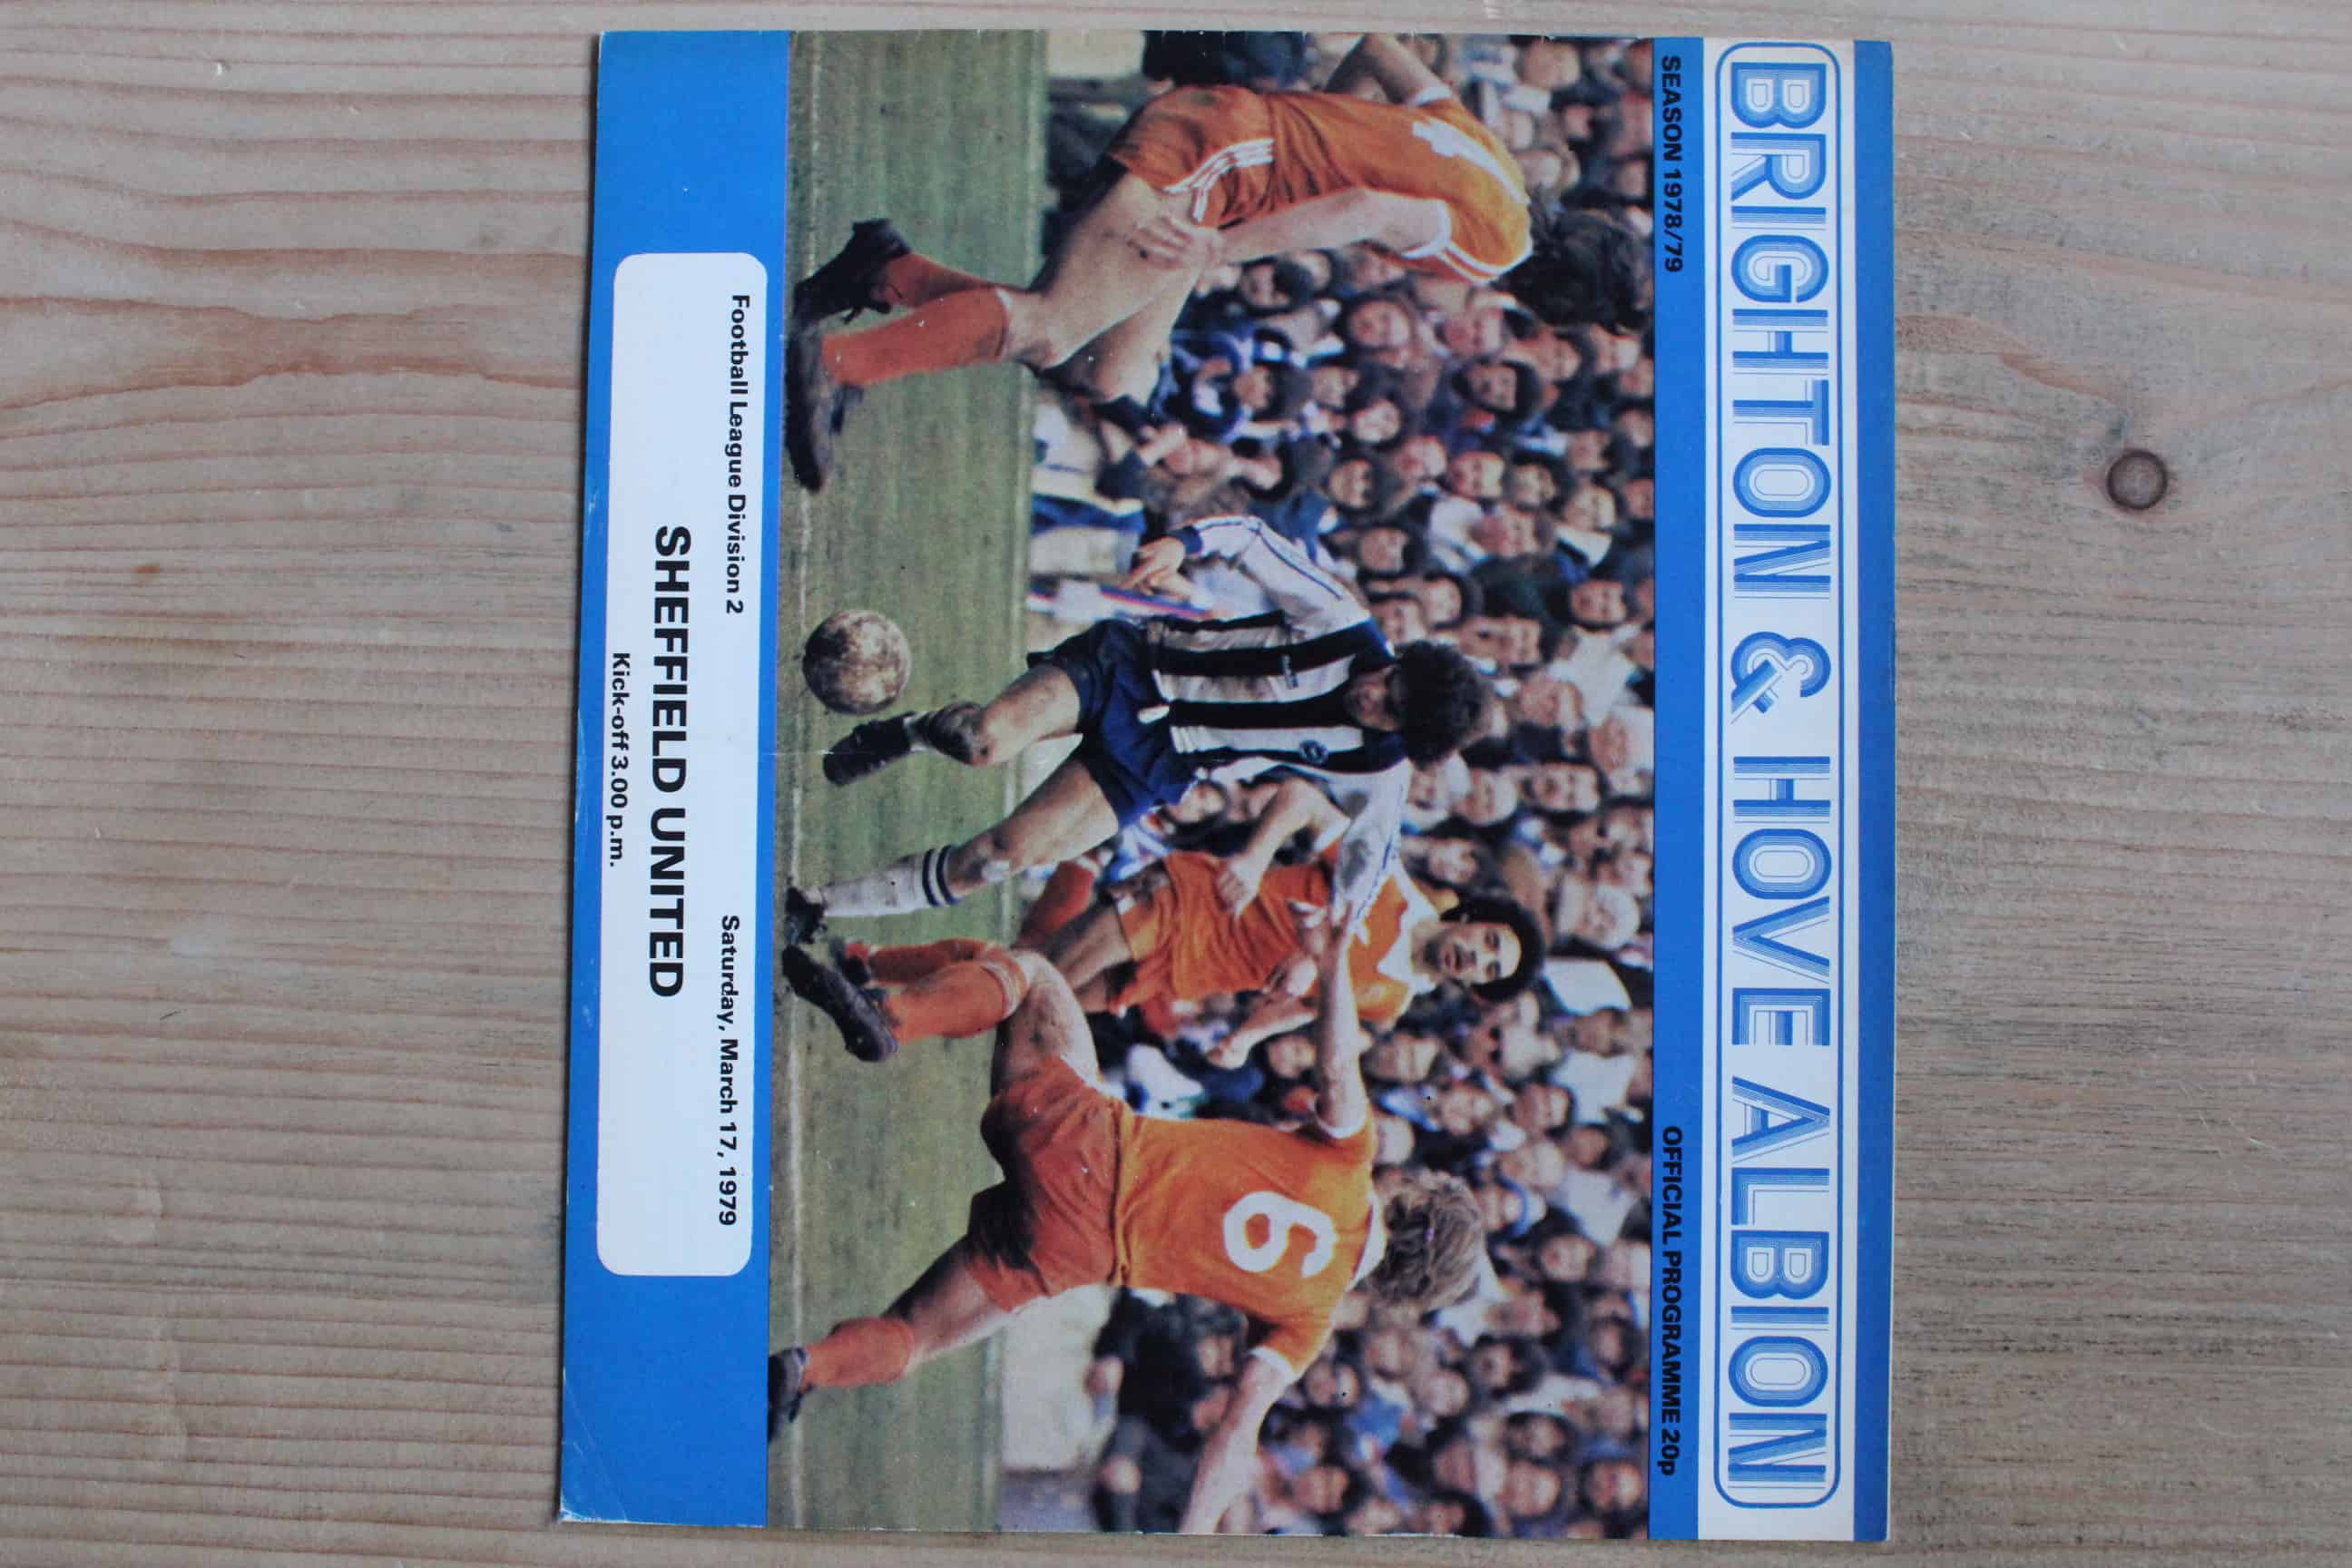 BRIGHTON & HOVE ALBION
SEASON 1978/79 OFFICIAL PROGRAMME 20p
6
Football League Division 2 Saturday, March 17, 1979
SHEFFIELD UNITED
Kick-off 3.00 p.m.